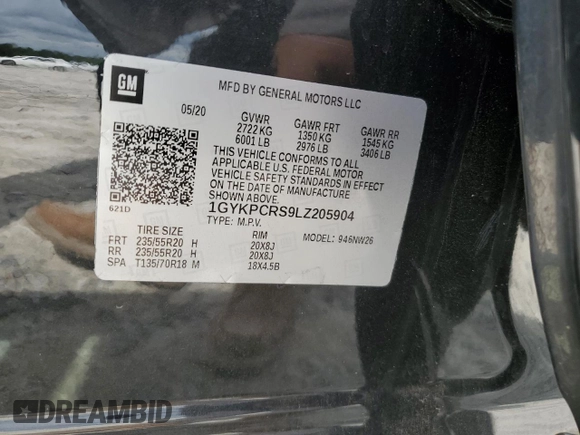 GM
MFD BY GENERAL MOTORS LLC
05/20
GVWR GAWR FRT GAWR RR
2722 KG 1350 KG 1545 KG
6001 LB 2976 LB 3406 LB
THIS VEHICLE CONFORMS TO ALL
APPLICABLE U.S. FEDERAL MOTOR
VEHICLE SAFETY STANDARDS IN EFFECT
ON THE DATE OF MANUFACTURE
SHOWN ABOVE.
621D
1GYKPCRS9LZ205904
TYPE: M.P.V. MODEL: 946NW26
TIRE SIZE RIM
FRT 235/55R20 H 20X8J
RR 235/55R20 H 20X8J
SPA T135/70R18 M 18X4.5B
DREAMBID